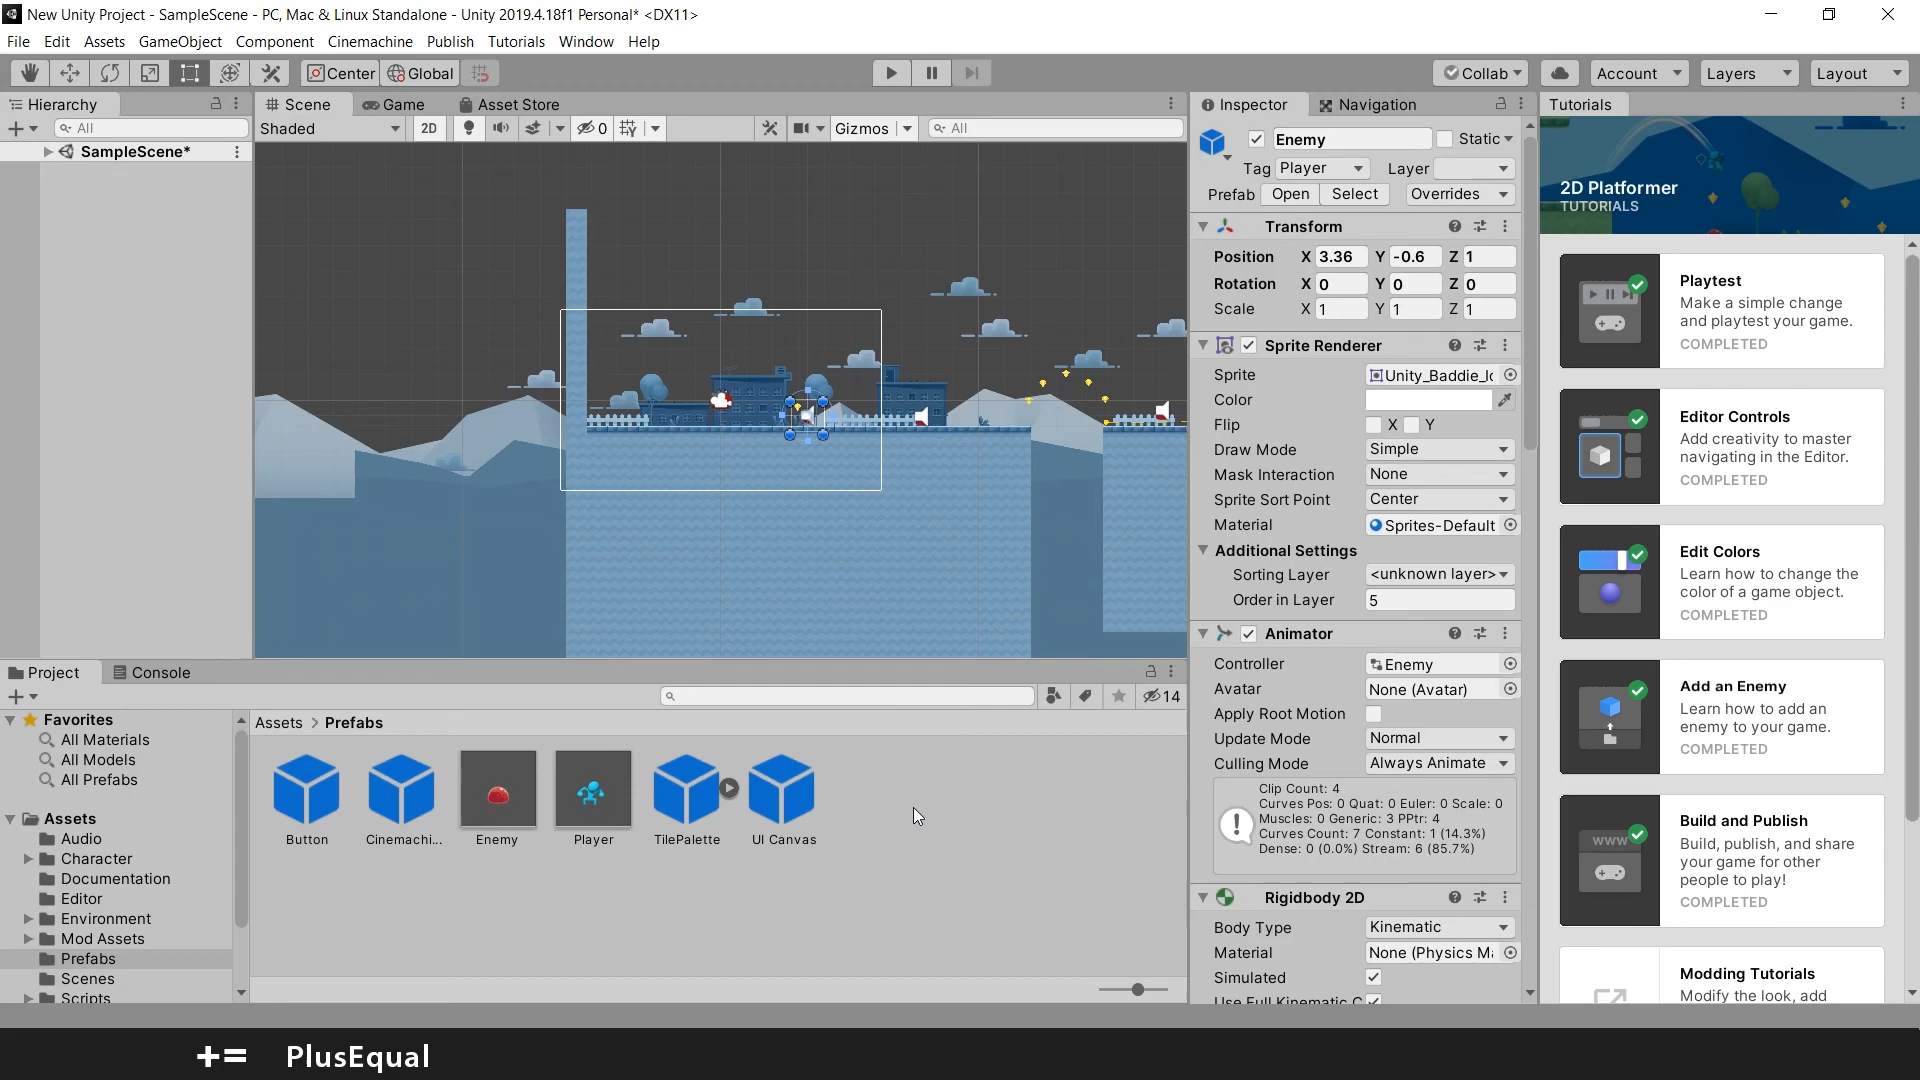 New Unity Project - SampleScene - PC, Mac & Linux Standalone - Unity 2019.4.18f1 Personal* <DX11>
File Edit Assets GameObject Component Cinemachine Publish Tutorials Window Help
Center Global Collab Account Layers Layout
Hierarchy
All
SampleScene*
Scene Game Asset Store
Shaded 2D 0 Gizmos All
Inspector Navigation
Enemy Static
Tag Player Layer
Prefab Open Select Overrides
Transform
Position X 3.36 Y -0.6 Z 1
Rotation X 0 Y 0 Z 0
Scale X 1 Y 1 Z 1
Sprite Renderer
Sprite Unity_Baddie_Ic
Color
Flip X Y
Draw Mode Simple
Mask Interaction None
Sprite Sort Point Center
Material Sprites-Default
Additional Settings
Sorting Layer <unknown layer>
Order in Layer 5
Animator
Controller Enemy
Avatar None (Avatar)
Apply Root Motion
Update Mode Normal
Culling Mode Always Animate
Clip Count: 4
Curves Pos: 0 Quat: 0 Euler: 0 Scale: 0
Muscles: 0 Generic: 3 PPtr: 4
Curves Count: 7 Constant: 1 (14.3%)
Dense: 0 (0.0%) Stream: 6 (85.7%)
Rigidbody 2D
Body Type Kinematic
Material None (Physics M
Simulated
Use Full Kinematic C
Tutorials
2D Platformer
TUTORIALS
Playtest
Make a simple change
and playtest your game.
COMPLETED
Editor Controls
Add creativity to master
navigating in the Editor.
COMPLETED
Edit Colors
Learn how to change the
color of a game object.
COMPLETED
Add an Enemy
Learn how to add an
enemy to your game.
COMPLETED
www
Build and Publish
Build, publish, and share
your game for other
people to play!
COMPLETED
Modding Tutorials
Modify the look, add
Project Console
14
Favorites
All Materials
All Models
All Prefabs
Assets
Audio
Character
Documentation
Editor
Environment
Mod Assets
Prefabs
Scenes
Scripts
Assets > Prefabs
Button Cinemachi... Enemy Player TilePalette UI Canvas
+= PlusEqual